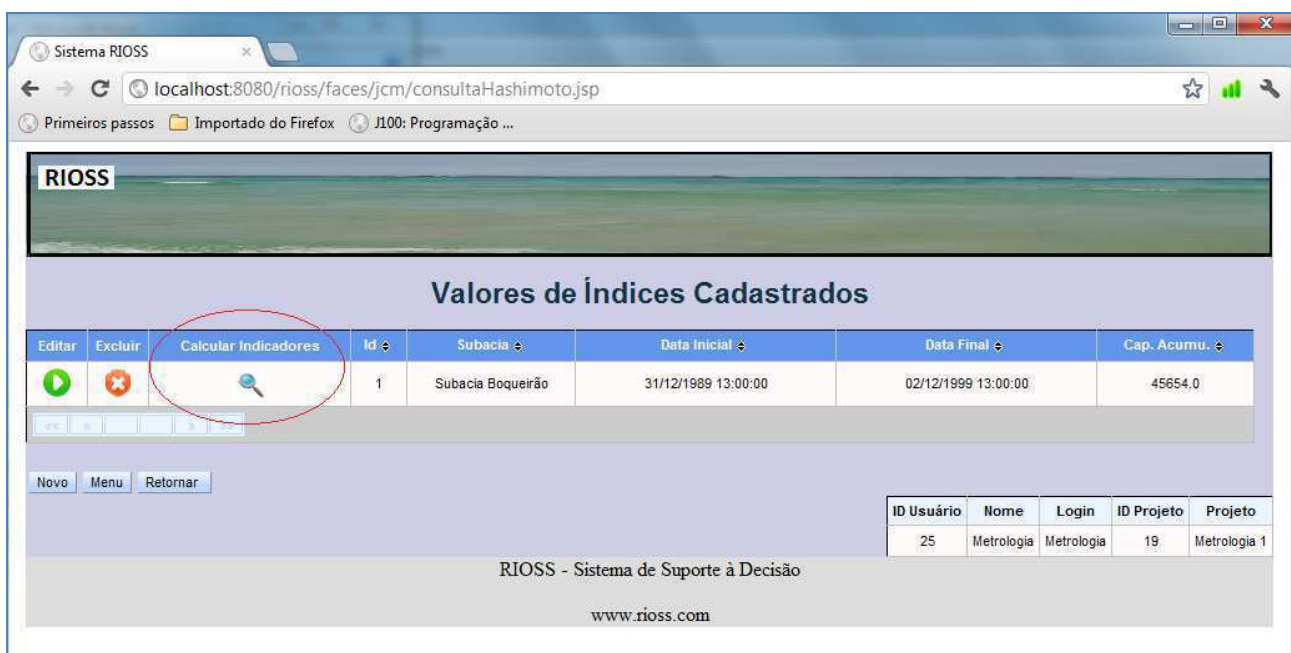 Sistema RIOSS
localhost:8080/rioss/faces/jcm/consultaHashimoto.jsp
Primeiros passos Importado do Firefox J100: Programação ...
RIOSS
Valores de Índices Cadastrados
Editar Excluir Calcular Indicadores Id Subacia Data Inicial Data Final Cap. Acumu.
1 Subacia Boqueirão 31/12/1989 13:00:00 02/12/1999 13:00:00 45654.0
«« « » »»
Novo Menu Retornar
ID Usuário Nome Login ID Projeto Projeto
25 Metrologia Metrologia 19 Metrologia 1
RIOSS - Sistema de Suporte à Decisão
www.rioss.com